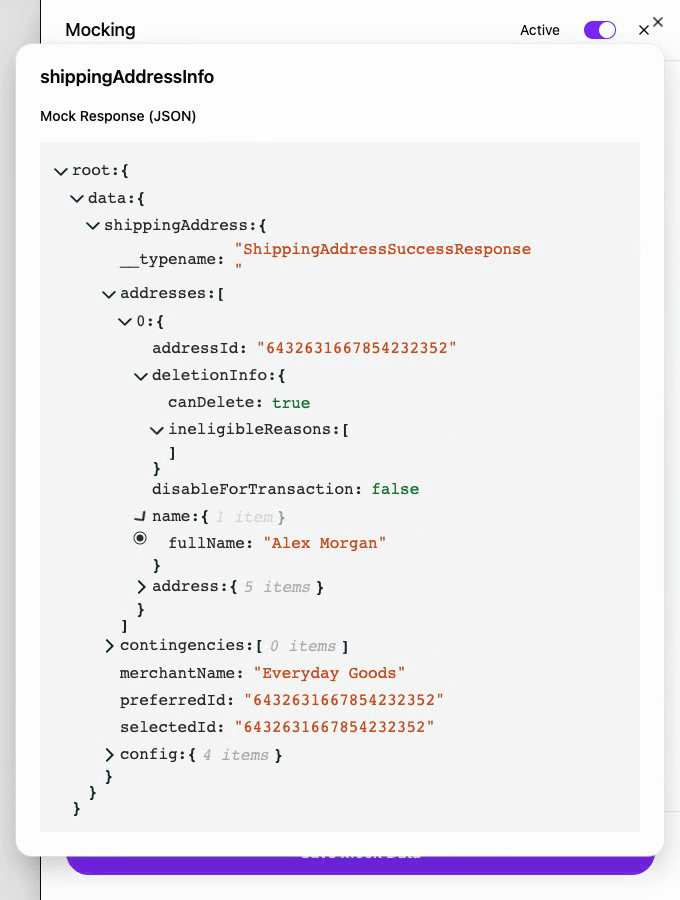 Mocking
Active
shippingAddressInfo
Mock Response (JSON)
root:{
data:{
shippingAddress:{
__typename: "ShippingAddressSuccessResponse
"
addresses:[
0:{
addressId: "6432631667854232352"
deletionInfo:{
canDelete: true
ineligibleReasons:[
]
}
disableForTransaction: false
name:{ 1 item }
fullName: "Alex Morgan"
}
address:{ 5 items }
}
]
contingencies:[ 0 items ]
merchantName: "Everyday Goods"
preferredId: "6432631667854232352"
selectedId: "6432631667854232352"
config:{ 4 items }
}
}
}